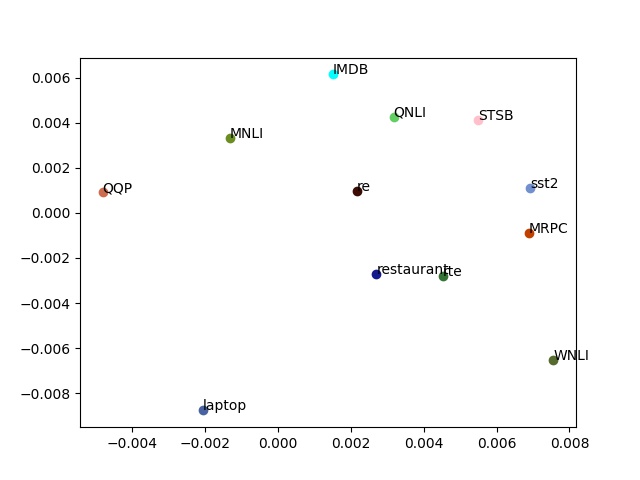 0.006
0.004
0.002
0.000
−0.002
−0.004
−0.006
−0.008
IMDB
QNLI
STSB
MNLI
QQP
re
sst2
MRPC
restaurant
rte
WNLI
laptop
−0.004
−0.002
0.000
0.002
0.004
0.006
0.008